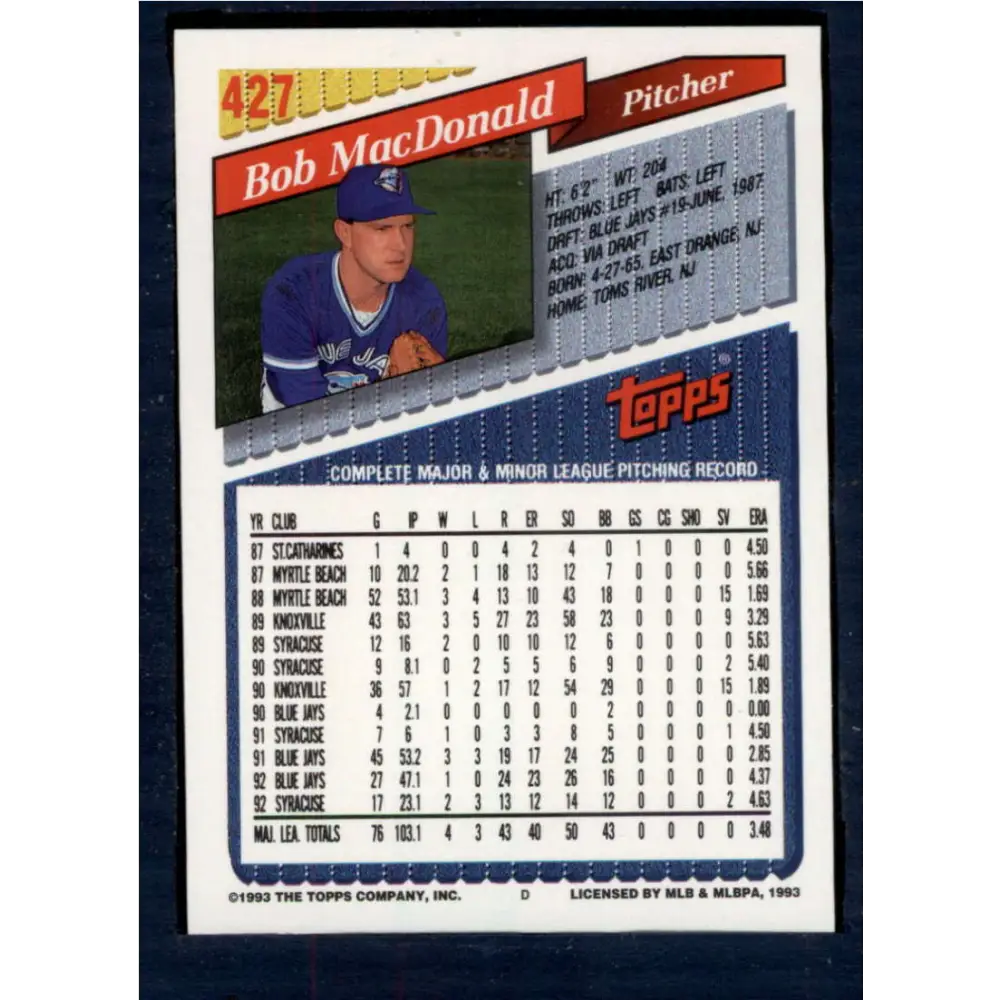 427
Bob MacDonald
Pitcher
HT: 6'2" WT: 204
THROWS: LEFT BATS: LEFT
DRFT: BLUE JAYS #19-JUNE, 1987
ACQ: VIA DRAFT
BORN: 4-27-65, EAST ORANGE, NJ
HOME: TOMS RIVER, NJ
UE JA
topps®
COMPLETE MAJOR & MINOR LEAGUE PITCHING RECORD
YR CLUB G IP W L R ER SO BB GS CG SHO SV ERA
87 ST.CATHARINES 1 4 0 0 4 2 4 0 1 0 0 0 4.50
87 MYRTLE BEACH 10 20.2 2 1 18 13 12 7 0 0 0 0 5.66
88 MYRTLE BEACH 52 53.1 3 4 13 10 43 18 0 0 0 15 1.69
89 KNOXVILLE 43 63 3 5 27 23 58 23 0 0 0 9 3.29
89 SYRACUSE 12 16 2 0 10 10 12 6 0 0 0 0 5.63
90 SYRACUSE 9 8.1 0 2 5 5 6 9 0 0 0 2 5.40
90 KNOXVILLE 36 57 1 2 17 12 54 29 0 0 0 15 1.89
90 BLUE JAYS 4 2.1 0 0 0 0 0 2 0 0 0 0 0.00
91 SYRACUSE 7 6 1 0 3 3 8 5 0 0 0 1 4.50
91 BLUE JAYS 45 53.2 3 3 19 17 24 25 0 0 0 0 2.85
92 BLUE JAYS 27 47.1 1 0 24 23 26 16 0 0 0 0 4.37
92 SYRACUSE 17 23.1 2 3 13 12 14 12 0 0 0 2 4.63
MAJ. LEA. TOTALS 76 103.1 4 3 43 40 50 43 0 0 0 0 3.48
©1993 THE TOPPS COMPANY, INC. D LICENSED BY MLB & MLBPA, 1993